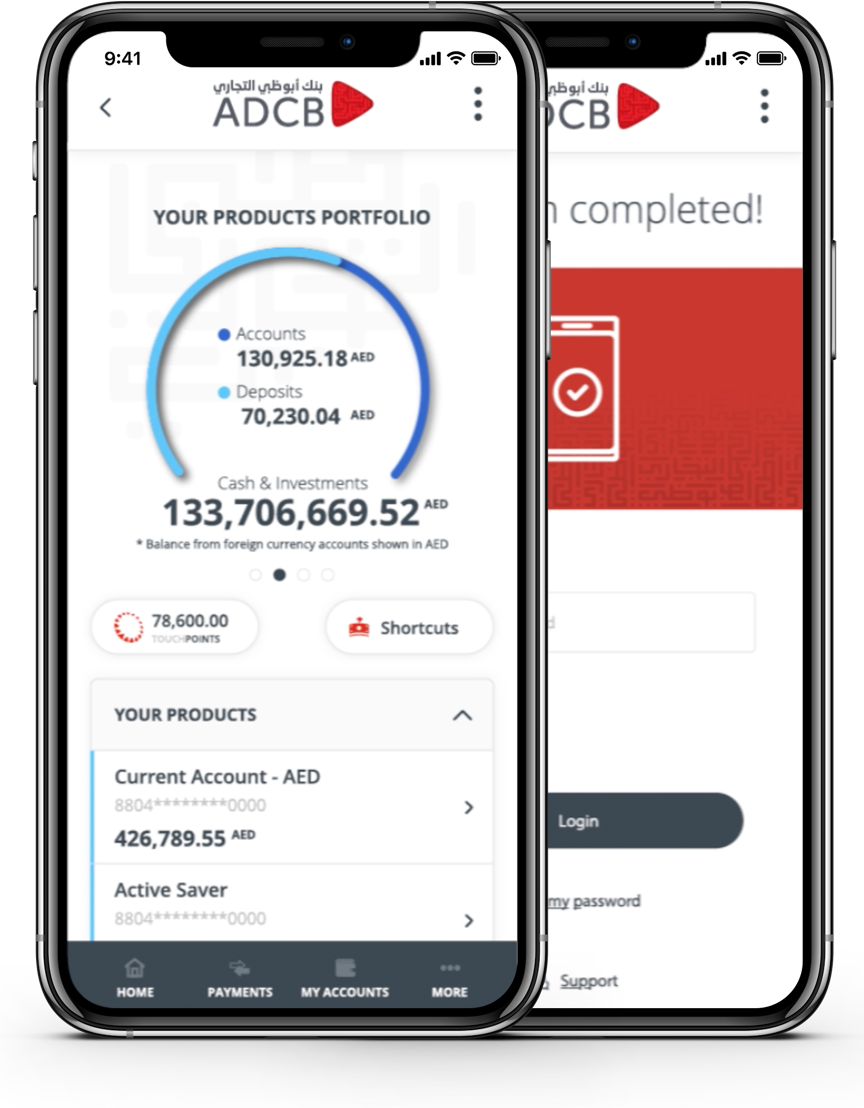 9:41
بنك أبوظبي التجاري
ADCB
YOUR PRODUCTS PORTFOLIO
Accounts
130,925.18 AED
Deposits
70,230.04 AED
Cash & Investments
133,706,669.52 AED
* Balance from foreign currency accounts shown in AED
78,600.00
TOUCHPOINTS
Shortcuts
YOUR PRODUCTS
Current Account - AED
8804********0000
426,789.55 AED
Active Saver
8804********0000
HOME
PAYMENTS
MY ACCOUNTS
MORE
بنك أبوظبي
CB
completed!
Login
my password
Support